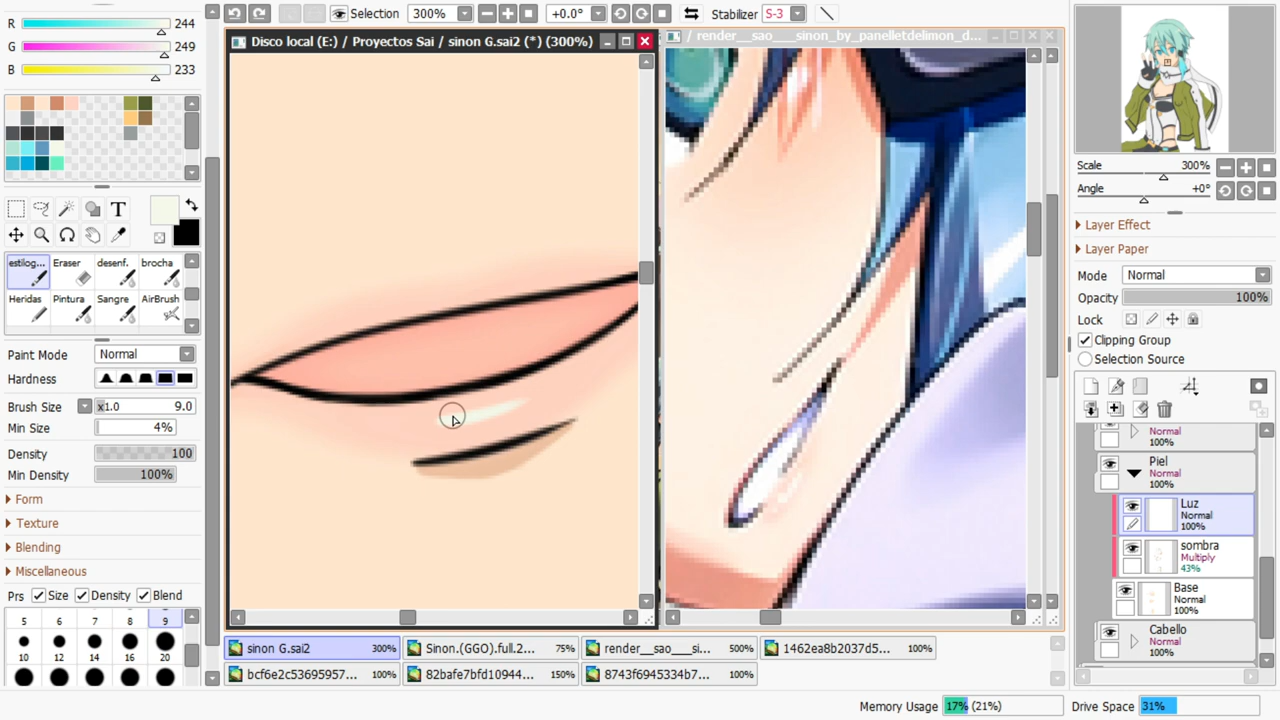 R 244
G 249
B 233
Selection 300% +0.0° Stabilizer S-3
Disco local (E:) / Proyectos Sai / sinon G.sai2 (*) (300%)
/ render__sao___sinon_by_panelletdelimon_d...
T
estilog... Eraser desenf. brocha
Heridas Pintura Sangre AirBrush
Paint Mode Normal
Hardness
Brush Size x1.0 9.0
Min Size 4%
Density 100
Min Density 100%
Form
Texture
Blending
Miscellaneous
Prs Size Density Blend
5 6 7 8 9
10 12 14 16 20
Scale 300%
Angle +0°
Layer Effect
Layer Paper
Mode Normal
Opacity 100%
Lock
Clipping Group
Selection Source
Normal
100%
Piel
Normal
100%
Luz
Normal
100%
sombra
Multiply
43%
Base
Normal
100%
Cabello
Normal
100%
sinon G.sai2 300% Sinon.(GGO).full.2... 75% render__sao___si... 500% 1462ea8b2037d5... 100%
bcf6e2c53695957... 100% 82bafe7bfd10944... 150% 8743f6945334b7... 100%
Memory Usage 17% (21%) Drive Space 31%